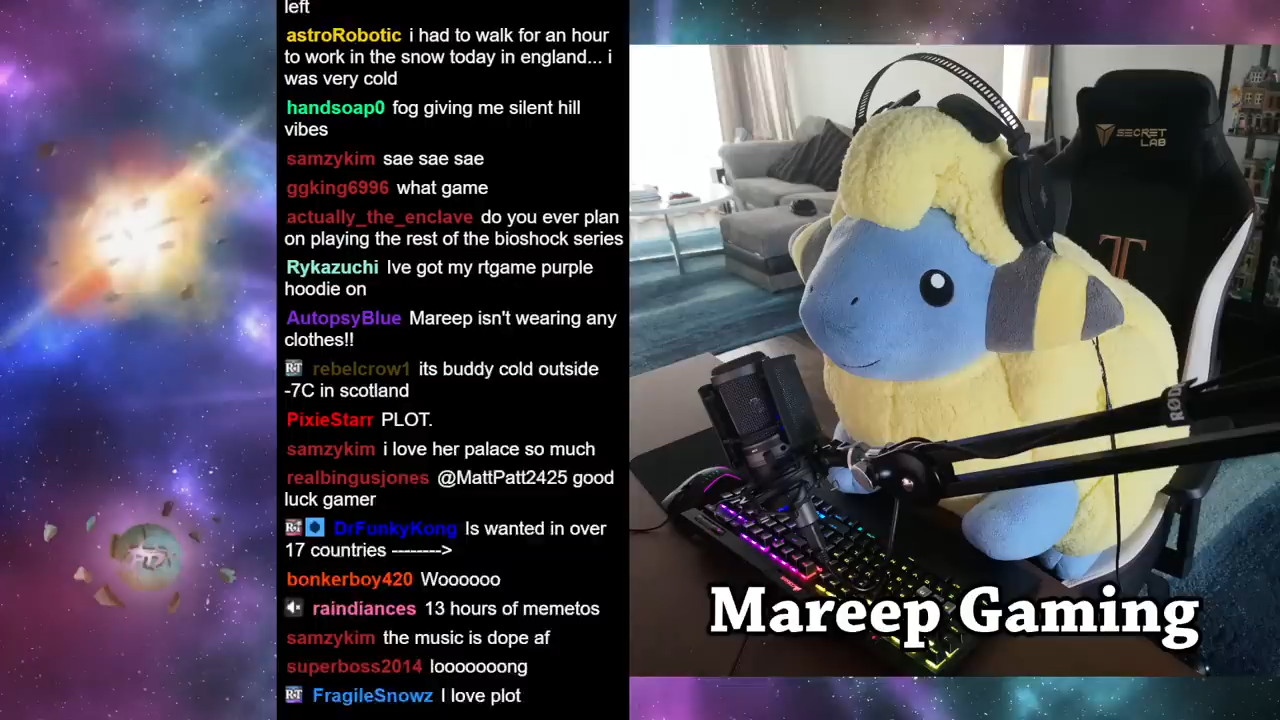 left
astroRobotic i had to walk for an hour
to work in the snow today in england... i
was very cold
handsoap0 fog giving me silent hill
vibes
samzykim sae sae sae
ggking6996 what game
actually_the_enclave do you ever plan
on playing the rest of the bioshock series
Rykazuchi Ive got my rtgame purple
hoodie on
AutopsyBlue Mareep isn't wearing any
clothes!!
RT rebelcrow1 its buddy cold outside
-7C in scotland
PixieStarr PLOT.
samzykim i love her palace so much
realbingusjones @MattPatt2425 good
luck gamer
RT DrFunkyKong Is wanted in over
17 countries -------->
bonkerboy420 Woooooo
raindiances 13 hours of memetos
samzykim the music is dope af
superboss2014 looooooong
RT FragileSnowz I love plot
SECRET
LAB
RØDE
Mareep Gaming